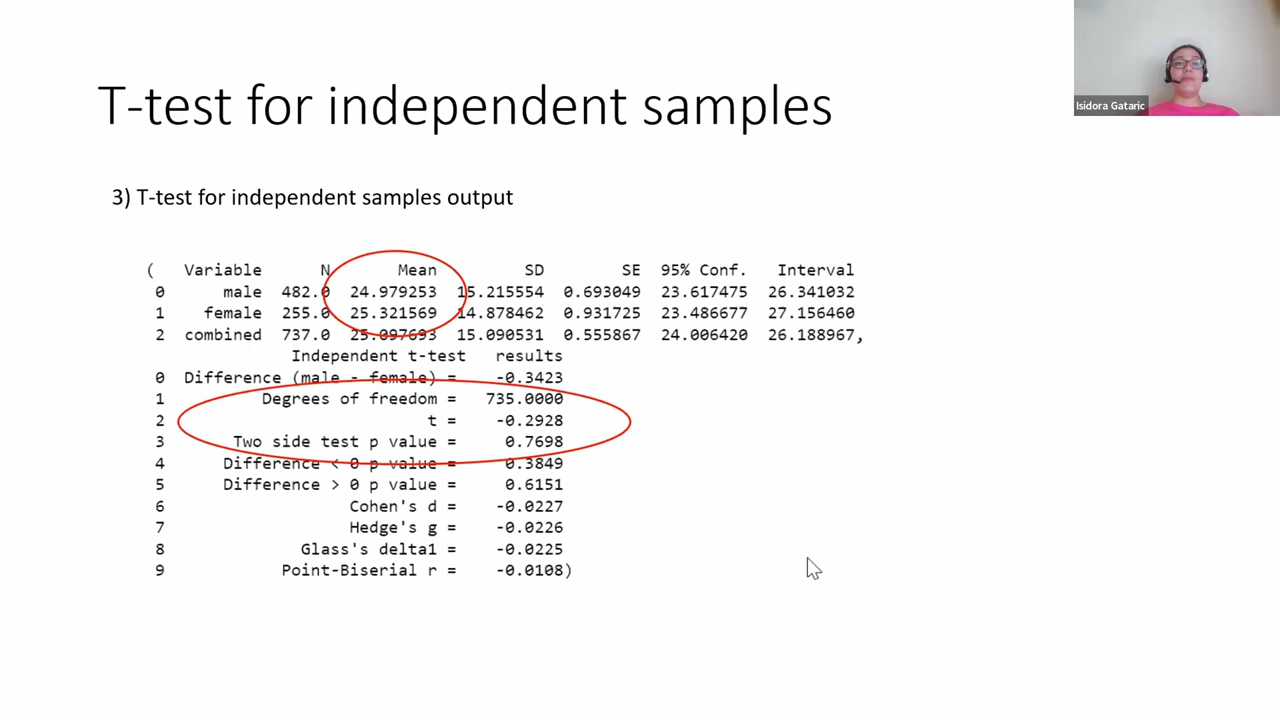 T-test for independent samples
Isidora Gataric
3) T-test for independent samples output
( Variable N Mean SD SE 95% Conf. Interval
0 male 482.0 24.979253 15.215554 0.693049 23.617475 26.341032
1 female 255.0 25.321569 14.878462 0.931725 23.486677 27.156460
2 combined 737.0 25.097693 15.090531 0.555867 24.006420 26.188967,
Independent t-test results
0 Difference (male - female) = -0.3423
1 Degrees of freedom = 735.0000
2 t = -0.2928
3 Two side test p value = 0.7698
4 Difference < 0 p value = 0.3849
5 Difference > 0 p value = 0.6151
6 Cohen's d = -0.0227
7 Hedge's g = -0.0226
8 Glass's delta1 = -0.0225
9 Point-Biserial r = -0.0108)